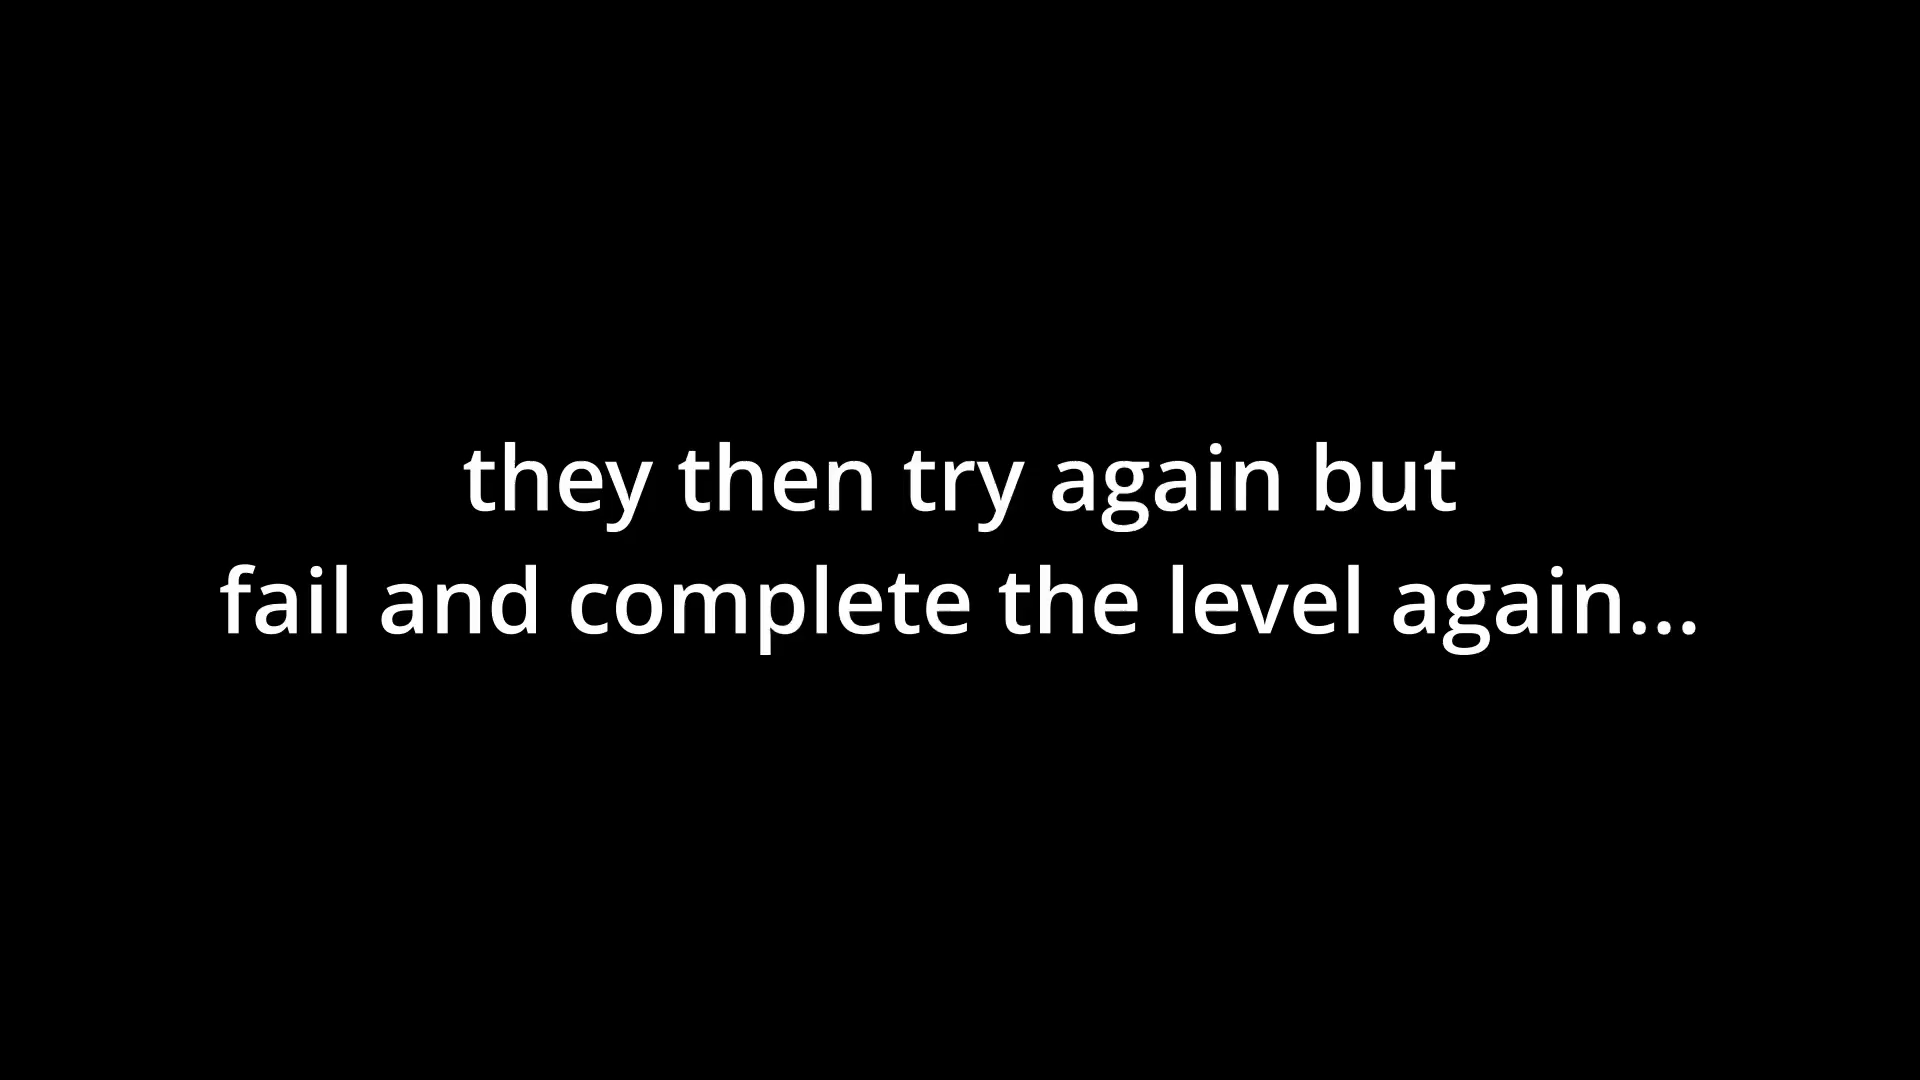 they then try again but
fail and complete the level again...